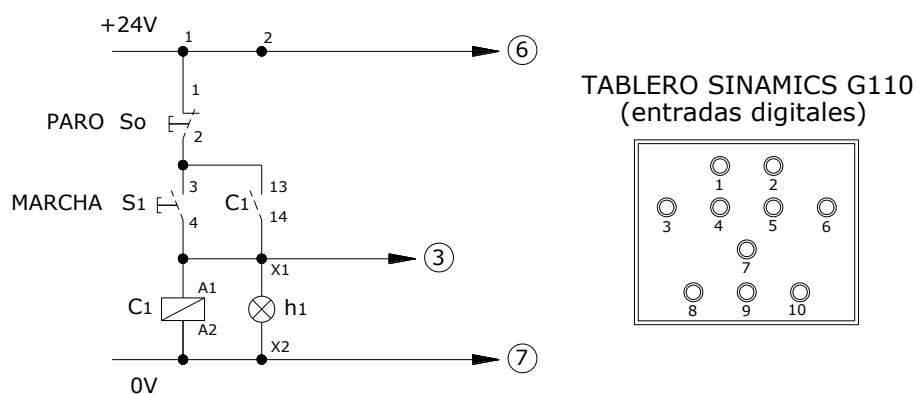 +24V
1
2
6
1
PARO So
2
3
13
MARCHA S1
C1
4
14
3
X1
C1
A1
A2
h1
X2
7
0V
TABLERO SINAMICS G110
(entradas digitales)
1 2
3 4 5 6
7
8 9 10